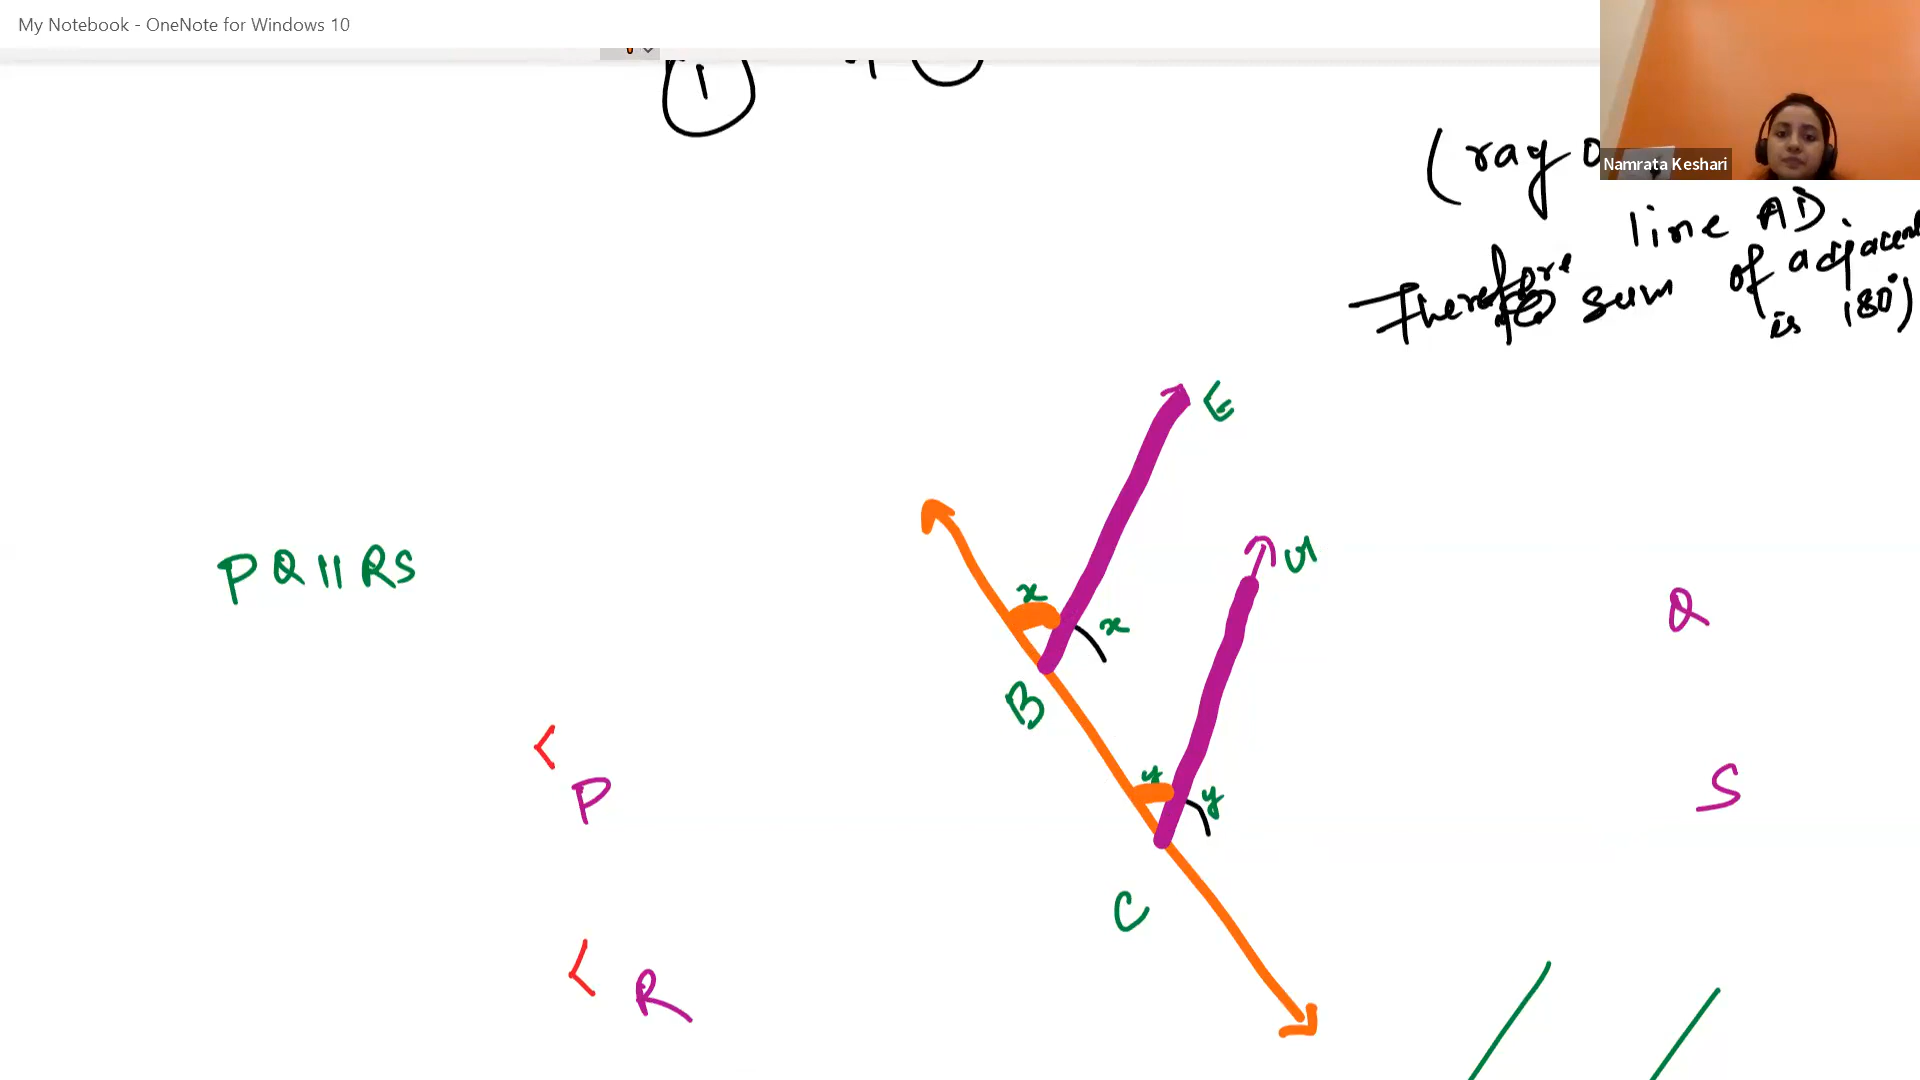 My Notebook - OneNote for Windows 10
1
(ray
Namrata Keshari
line AD.
Therefore sum of adjacent
is 180°)
E
PQ || RS
x
x
Q
B
P
y
y
S
C
R